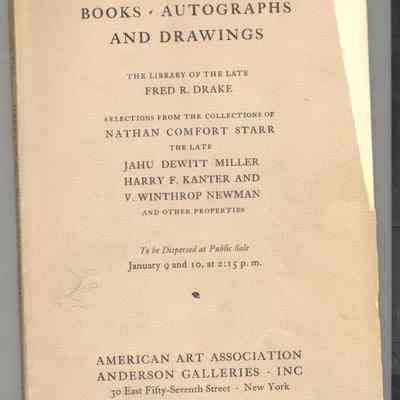 BOOKS · AUTOGRAPHS
AND DRAWINGS
THE LIBRARY OF THE LATE
FRED R. DRAKE
SELECTIONS FROM THE COLLECTIONS OF
NATHAN COMFORT STARR
THE LATE
JAHU DEWITT MILLER
HARRY F. KANTER AND
V. WINTHROP NEWMAN
AND OTHER PROPERTIES
To be Dispersed at Public Sale
January 9 and 10, at 2:15 p. m.
AMERICAN ART ASSOCIATION
ANDERSON GALLERIES · INC
30 East Fifty-Seventh Street · New York